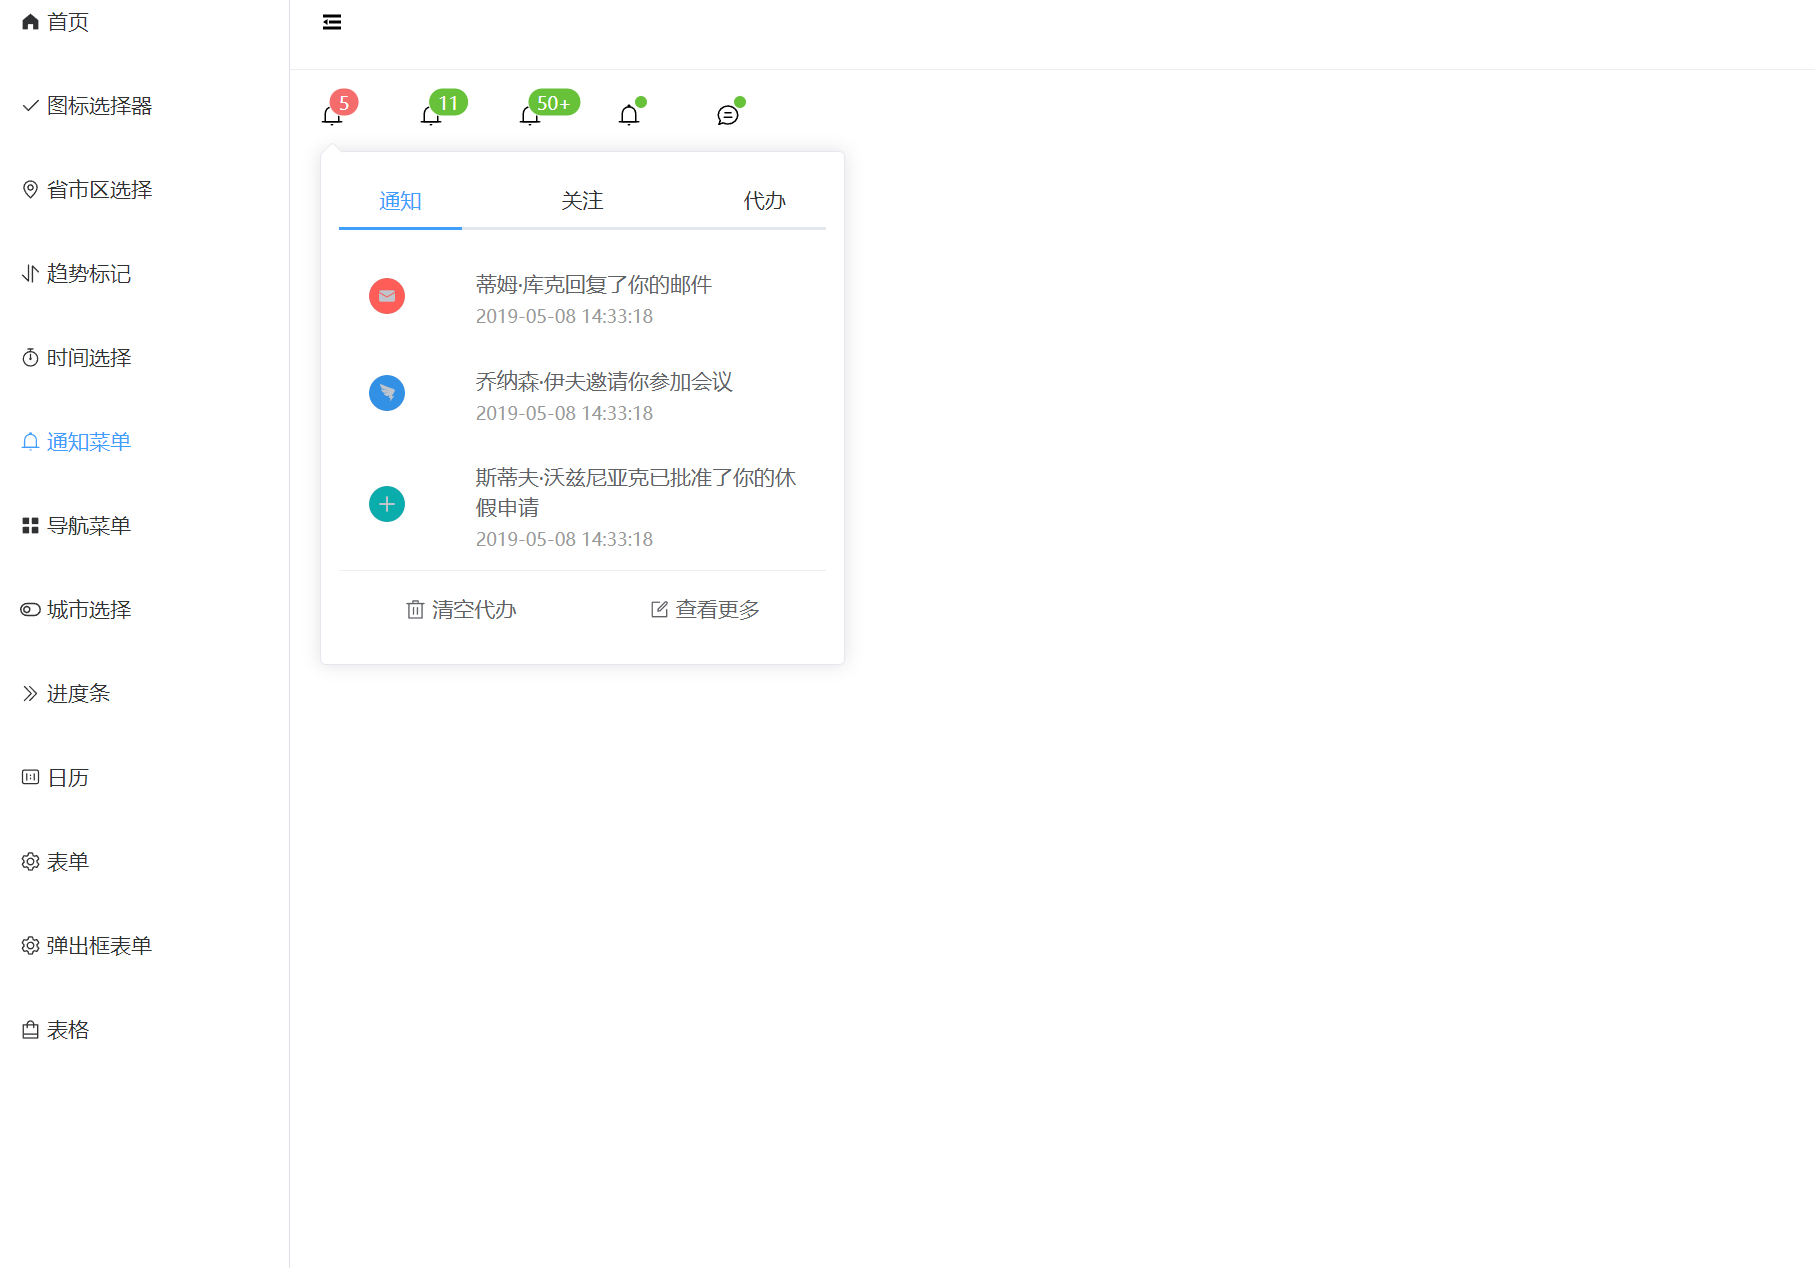 首页
图标选择器
省市区选择
趋势标记
时间选择
通知菜单
导航菜单
城市选择
进度条
日历
表单
弹出框表单
表格
5
11
50+
通知
关注
代办
蒂姆·库克回复了你的邮件
2019-05-08 14:33:18
乔纳森·伊夫邀请你参加会议
2019-05-08 14:33:18
斯蒂夫·沃兹尼亚克已批准了你的休
假申请
2019-05-08 14:33:18
清空代办
查看更多